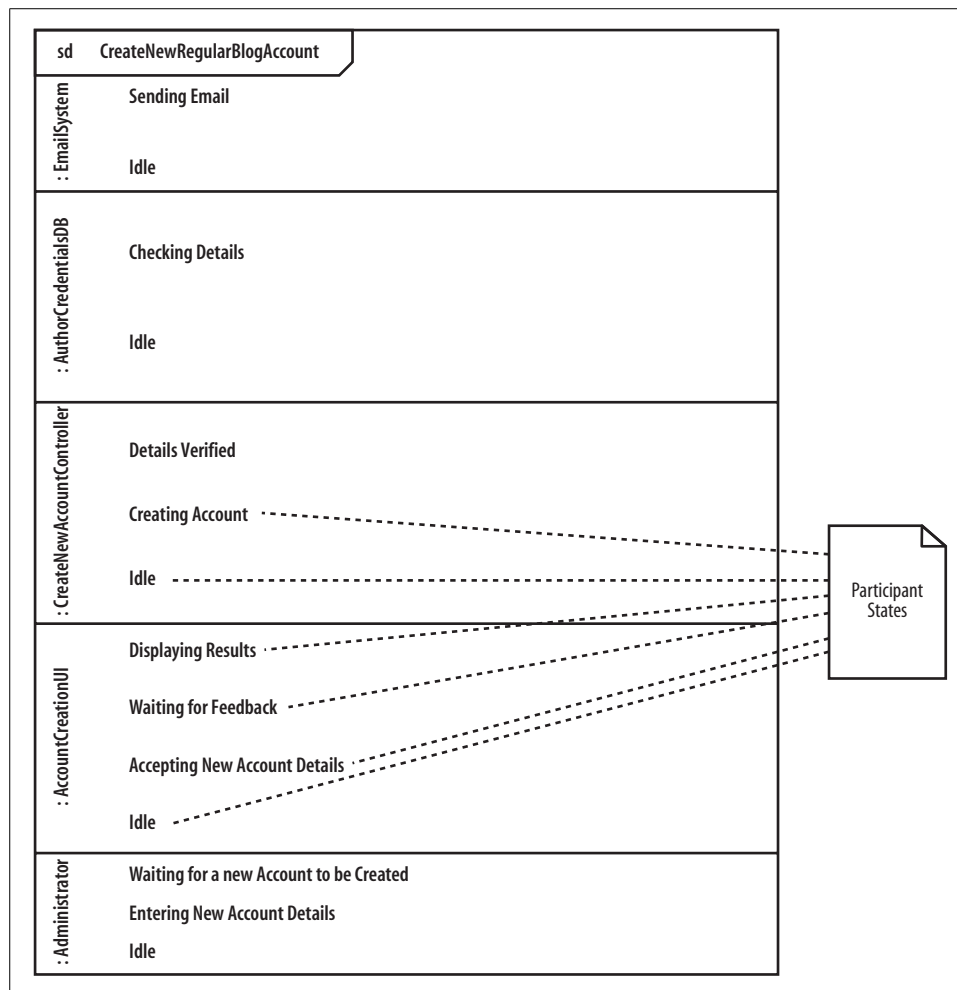 sd CreateNewRegularBlogAccount
: EmailSystem
Sending Email
Idle
: AuthorCredentialsDB
Checking Details
Idle
: CreateNewAccountController
Details Verified
Creating Account
Idle
Participant
States
: AccountCreationUI
Displaying Results
Waiting for Feedback
Accepting New Account Details
Idle
: Administrator
Waiting for a new Account to be Created
Entering New Account Details
Idle